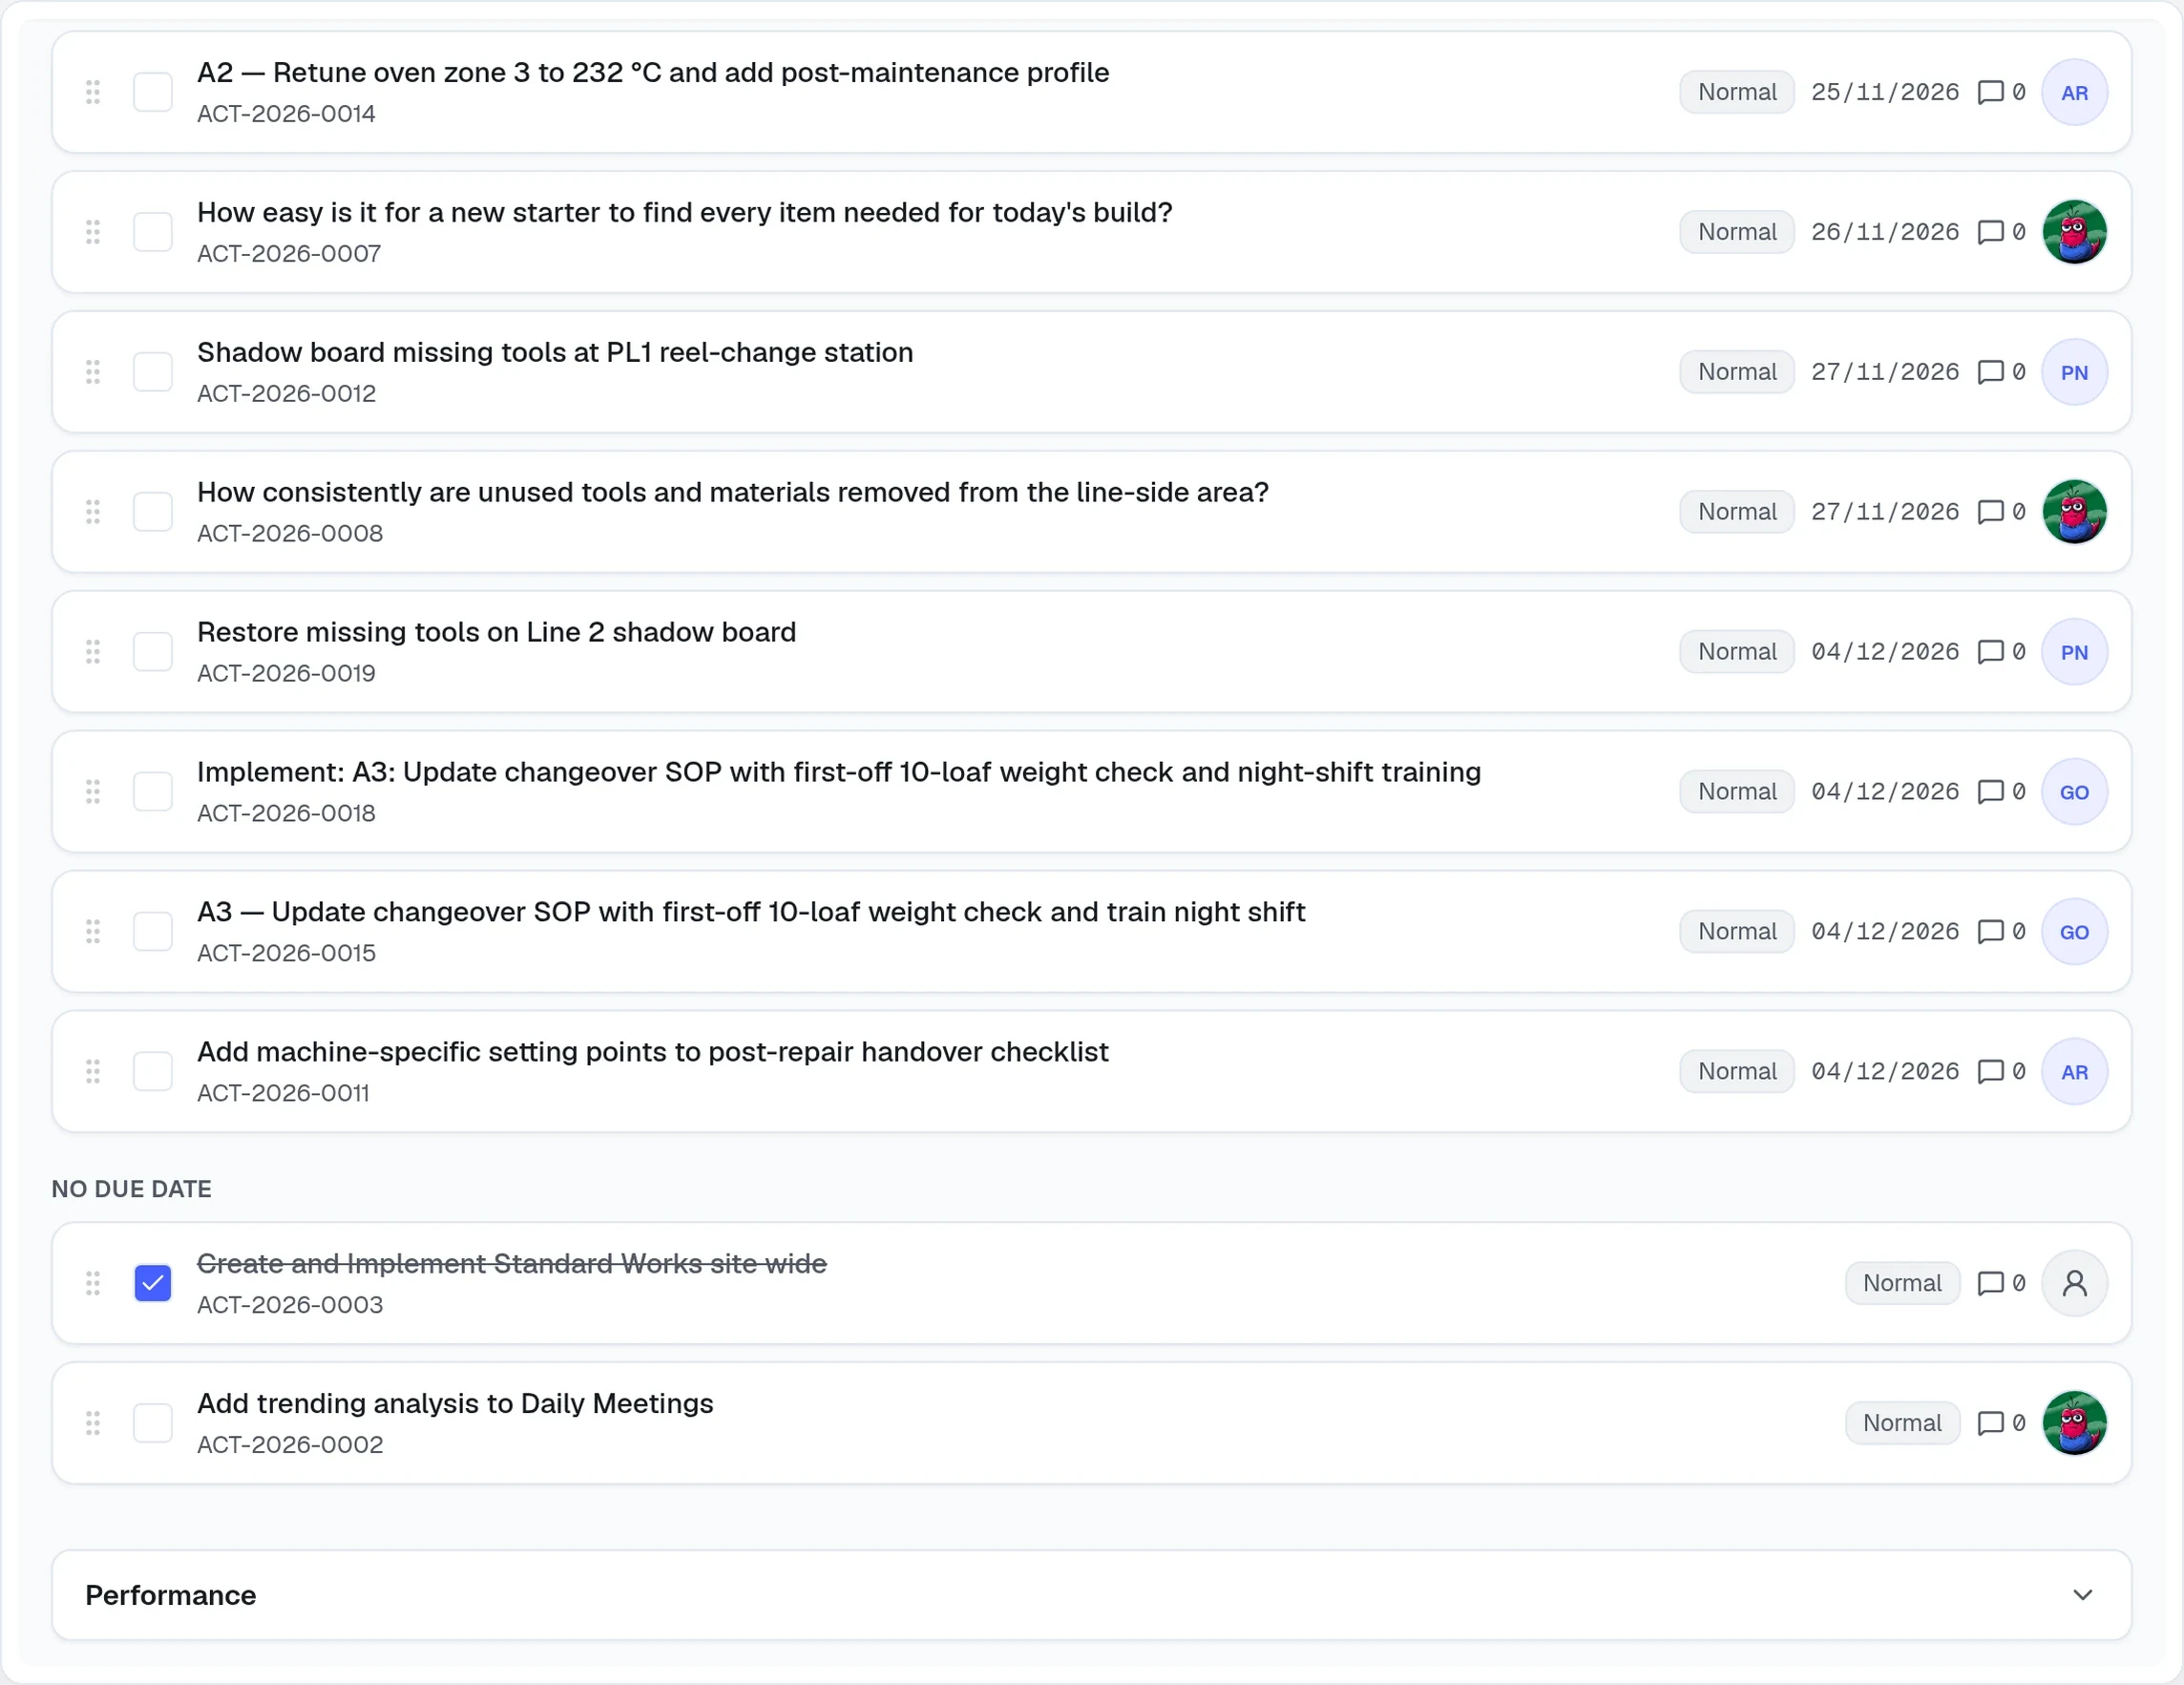 A2 — Retune oven zone 3 to 232 °C and add post-maintenance profile
ACT-2026-0014
Normal 25/11/2026 0 AR
How easy is it for a new starter to find every item needed for today's build?
ACT-2026-0007
Normal 26/11/2026 0
Shadow board missing tools at PL1 reel-change station
ACT-2026-0012
Normal 27/11/2026 0 PN
How consistently are unused tools and materials removed from the line-side area?
ACT-2026-0008
Normal 27/11/2026 0
Restore missing tools on Line 2 shadow board
ACT-2026-0019
Normal 04/12/2026 0 PN
Implement: A3: Update changeover SOP with first-off 10-loaf weight check and night-shift training
ACT-2026-0018
Normal 04/12/2026 0 GO
A3 — Update changeover SOP with first-off 10-loaf weight check and train night shift
ACT-2026-0015
Normal 04/12/2026 0 GO
Add machine-specific setting points to post-repair handover checklist
ACT-2026-0011
Normal 04/12/2026 0 AR
NO DUE DATE
Create and Implement Standard Works site wide
ACT-2026-0003
Normal 0
Add trending analysis to Daily Meetings
ACT-2026-0002
Normal 0
Performance